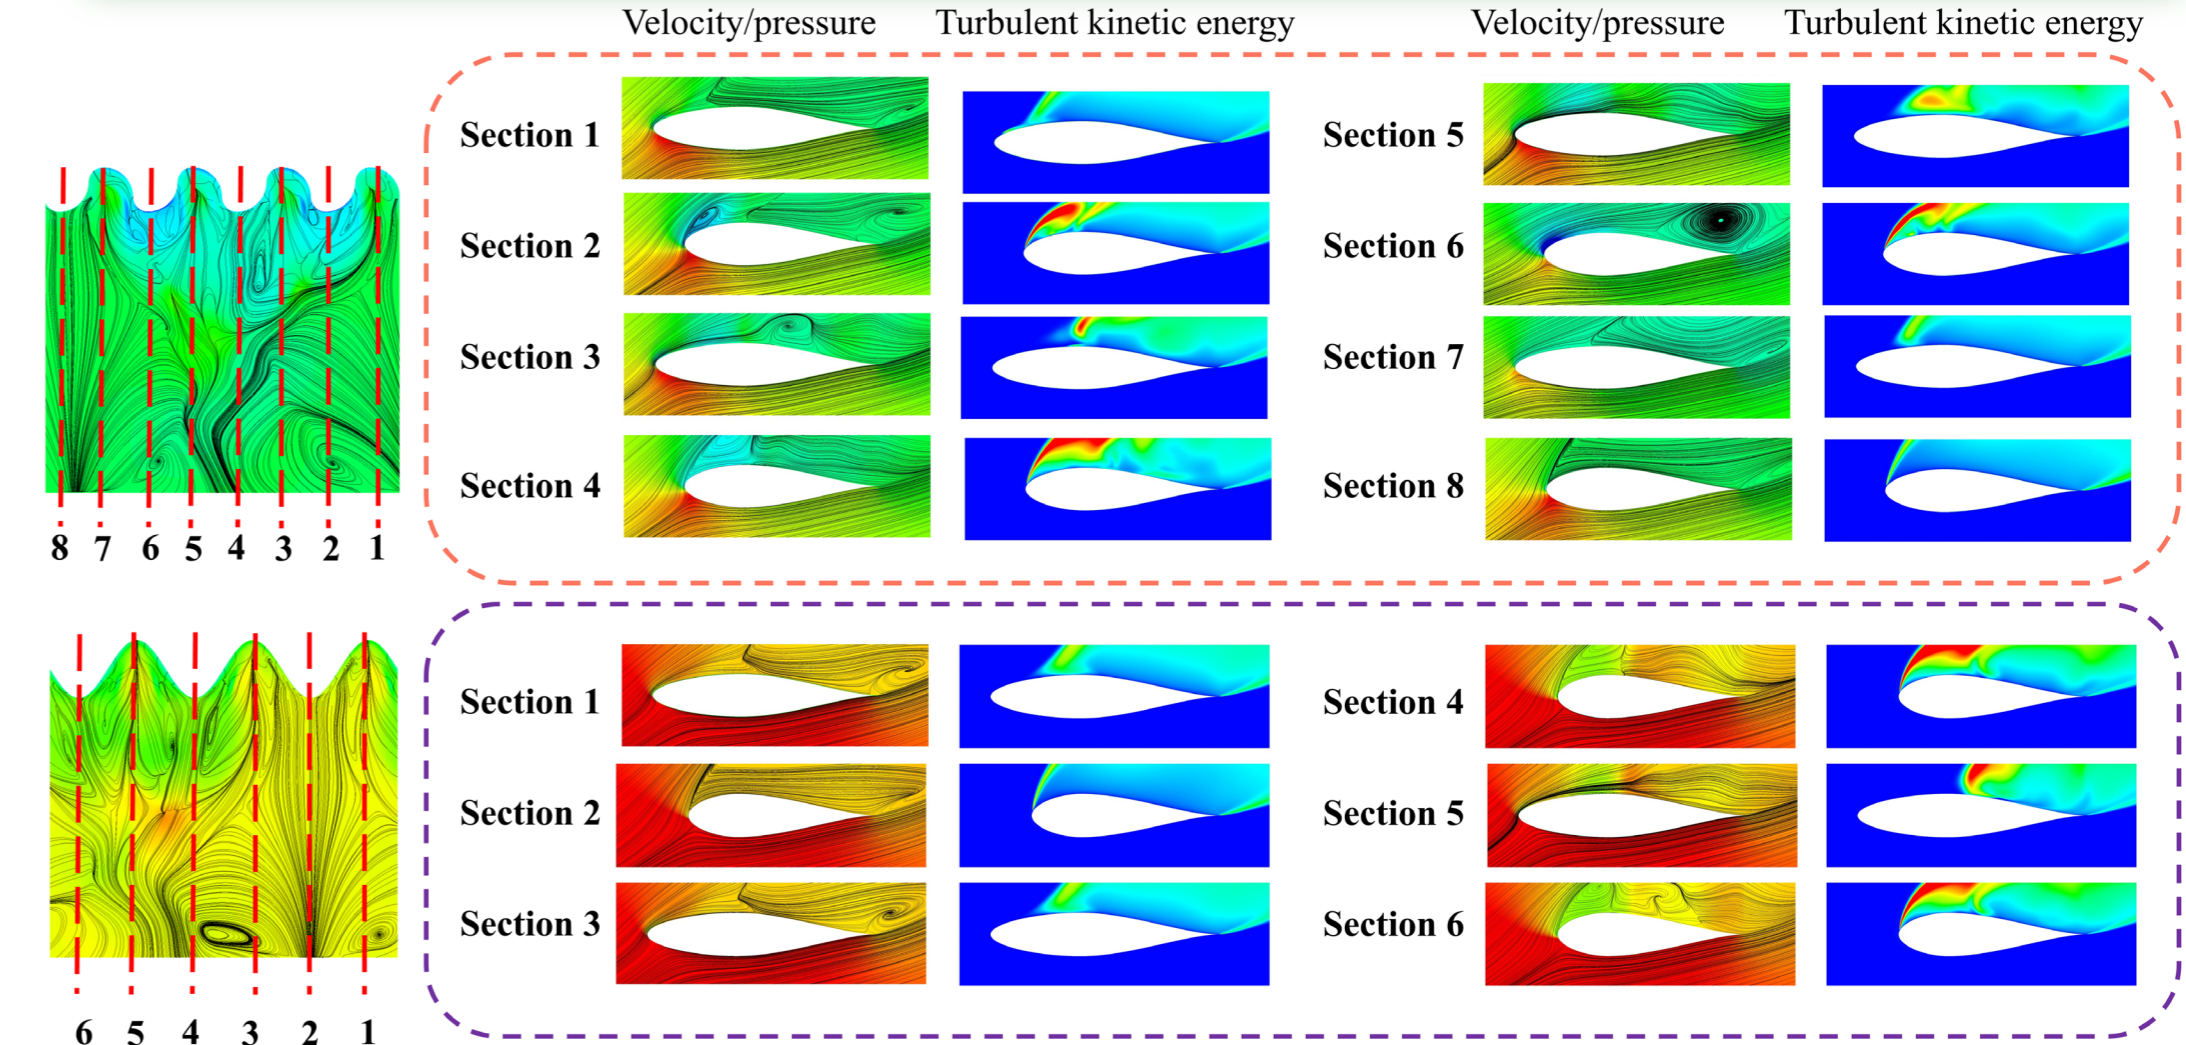 Velocity/pressure Turbulent kinetic energy Velocity/pressure Turbulent kinetic energy
Section 1 Section 5
Section 2 Section 6
Section 3 Section 7
Section 4 Section 8
8 7 6 5 4 3 2 1
Section 1 Section 4
Section 2 Section 5
Section 3 Section 6
6 5 4 3 2 1